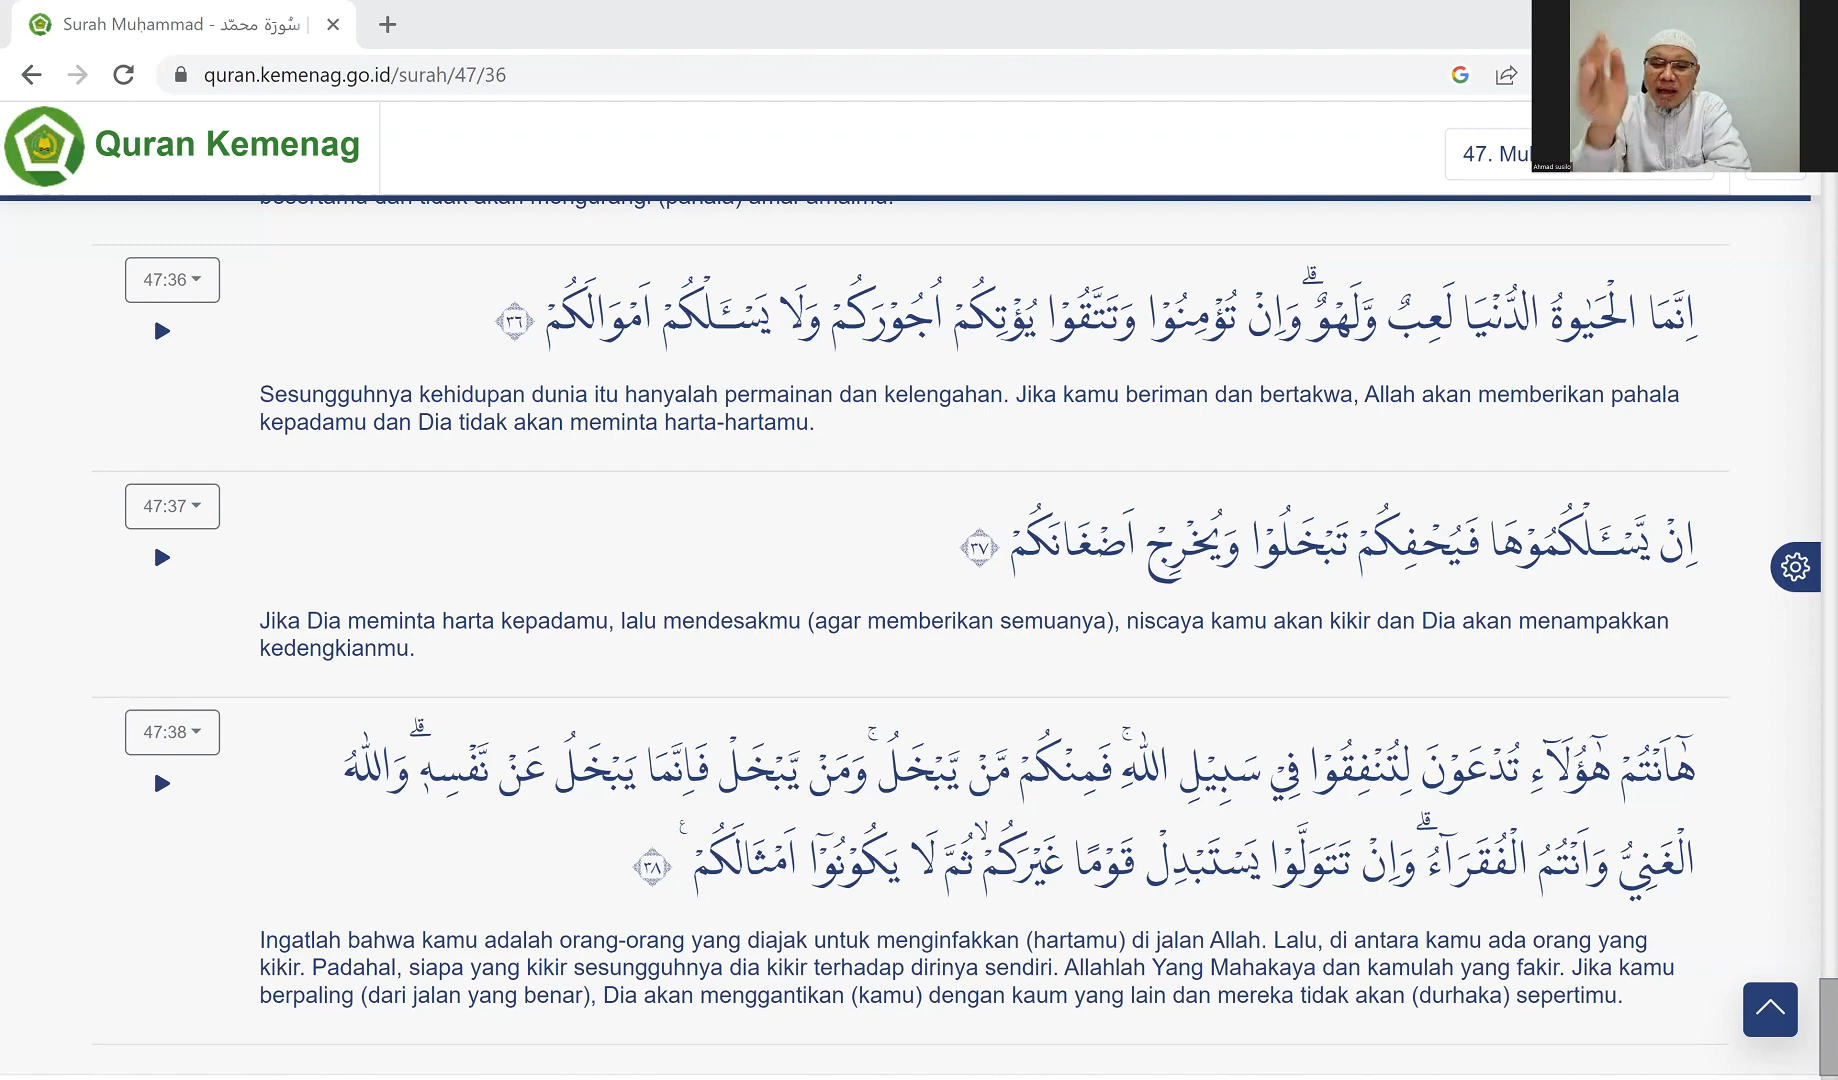 Surah Muḥammad - سُوْرَة محمّد |
quran.kemenag.go.id/surah/47/36
Quran Kemenag
47. Mu
Ahmad susilo
47:36
اِنَّمَا الْحَيٰوةُ الدُّنْيَا لَعِبٌ وَّلَهْوٌ ۗوَاِنْ تُؤْمِنُوْا وَتَتَّقُوْا يُؤْتِكُمْ اُجُوْرَكُمْ وَلَا يَسْـَٔلْكُمْ اَمْوَالَكُمْ ٣٦
Sesungguhnya kehidupan dunia itu hanyalah permainan dan kelengahan. Jika kamu beriman dan bertakwa, Allah akan memberikan pahala
kepadamu dan Dia tidak akan meminta harta-hartamu.
47:37
اِنْ يَّسْـَٔلْكُمُوْهَا فَيُحْفِكُمْ تَبْخَلُوْا وَيُخْرِجْ اَضْغَانَكُمْ ٣٧
Jika Dia meminta harta kepadamu, lalu mendesakmu (agar memberikan semuanya), niscaya kamu akan kikir dan Dia akan menampakkan
kedengkianmu.
47:38
هٰٓاَنْتُمْ هٰٓؤُلَاۤءِ تُدْعَوْنَ لِتُنْفِقُوْا فِيْ سَبِيْلِ اللّٰهِ ۚفَمِنْكُمْ مَّنْ يَّبْخَلُ ۚوَمَنْ يَّبْخَلْ فَاِنَّمَا يَبْخَلُ عَنْ نَّفْسِهٖ ۗوَاللّٰهُ
الْغَنِيُّ وَاَنْتُمُ الْفُقَرَاۤءُ ۗوَاِنْ تَتَوَلَّوْا يَسْتَبْدِلْ قَوْمًا غَيْرَكُمْۙ ثُمَّ لَا يَكُوْنُوْٓا اَمْثَالَكُمْ ࣖ ٣٨
Ingatlah bahwa kamu adalah orang-orang yang diajak untuk menginfakkan (hartamu) di jalan Allah. Lalu, di antara kamu ada orang yang
kikir. Padahal, siapa yang kikir sesungguhnya dia kikir terhadap dirinya sendiri. Allahlah Yang Mahakaya dan kamulah yang fakir. Jika kamu
berpaling (dari jalan yang benar), Dia akan menggantikan (kamu) dengan kaum yang lain dan mereka tidak akan (durhaka) sepertimu.